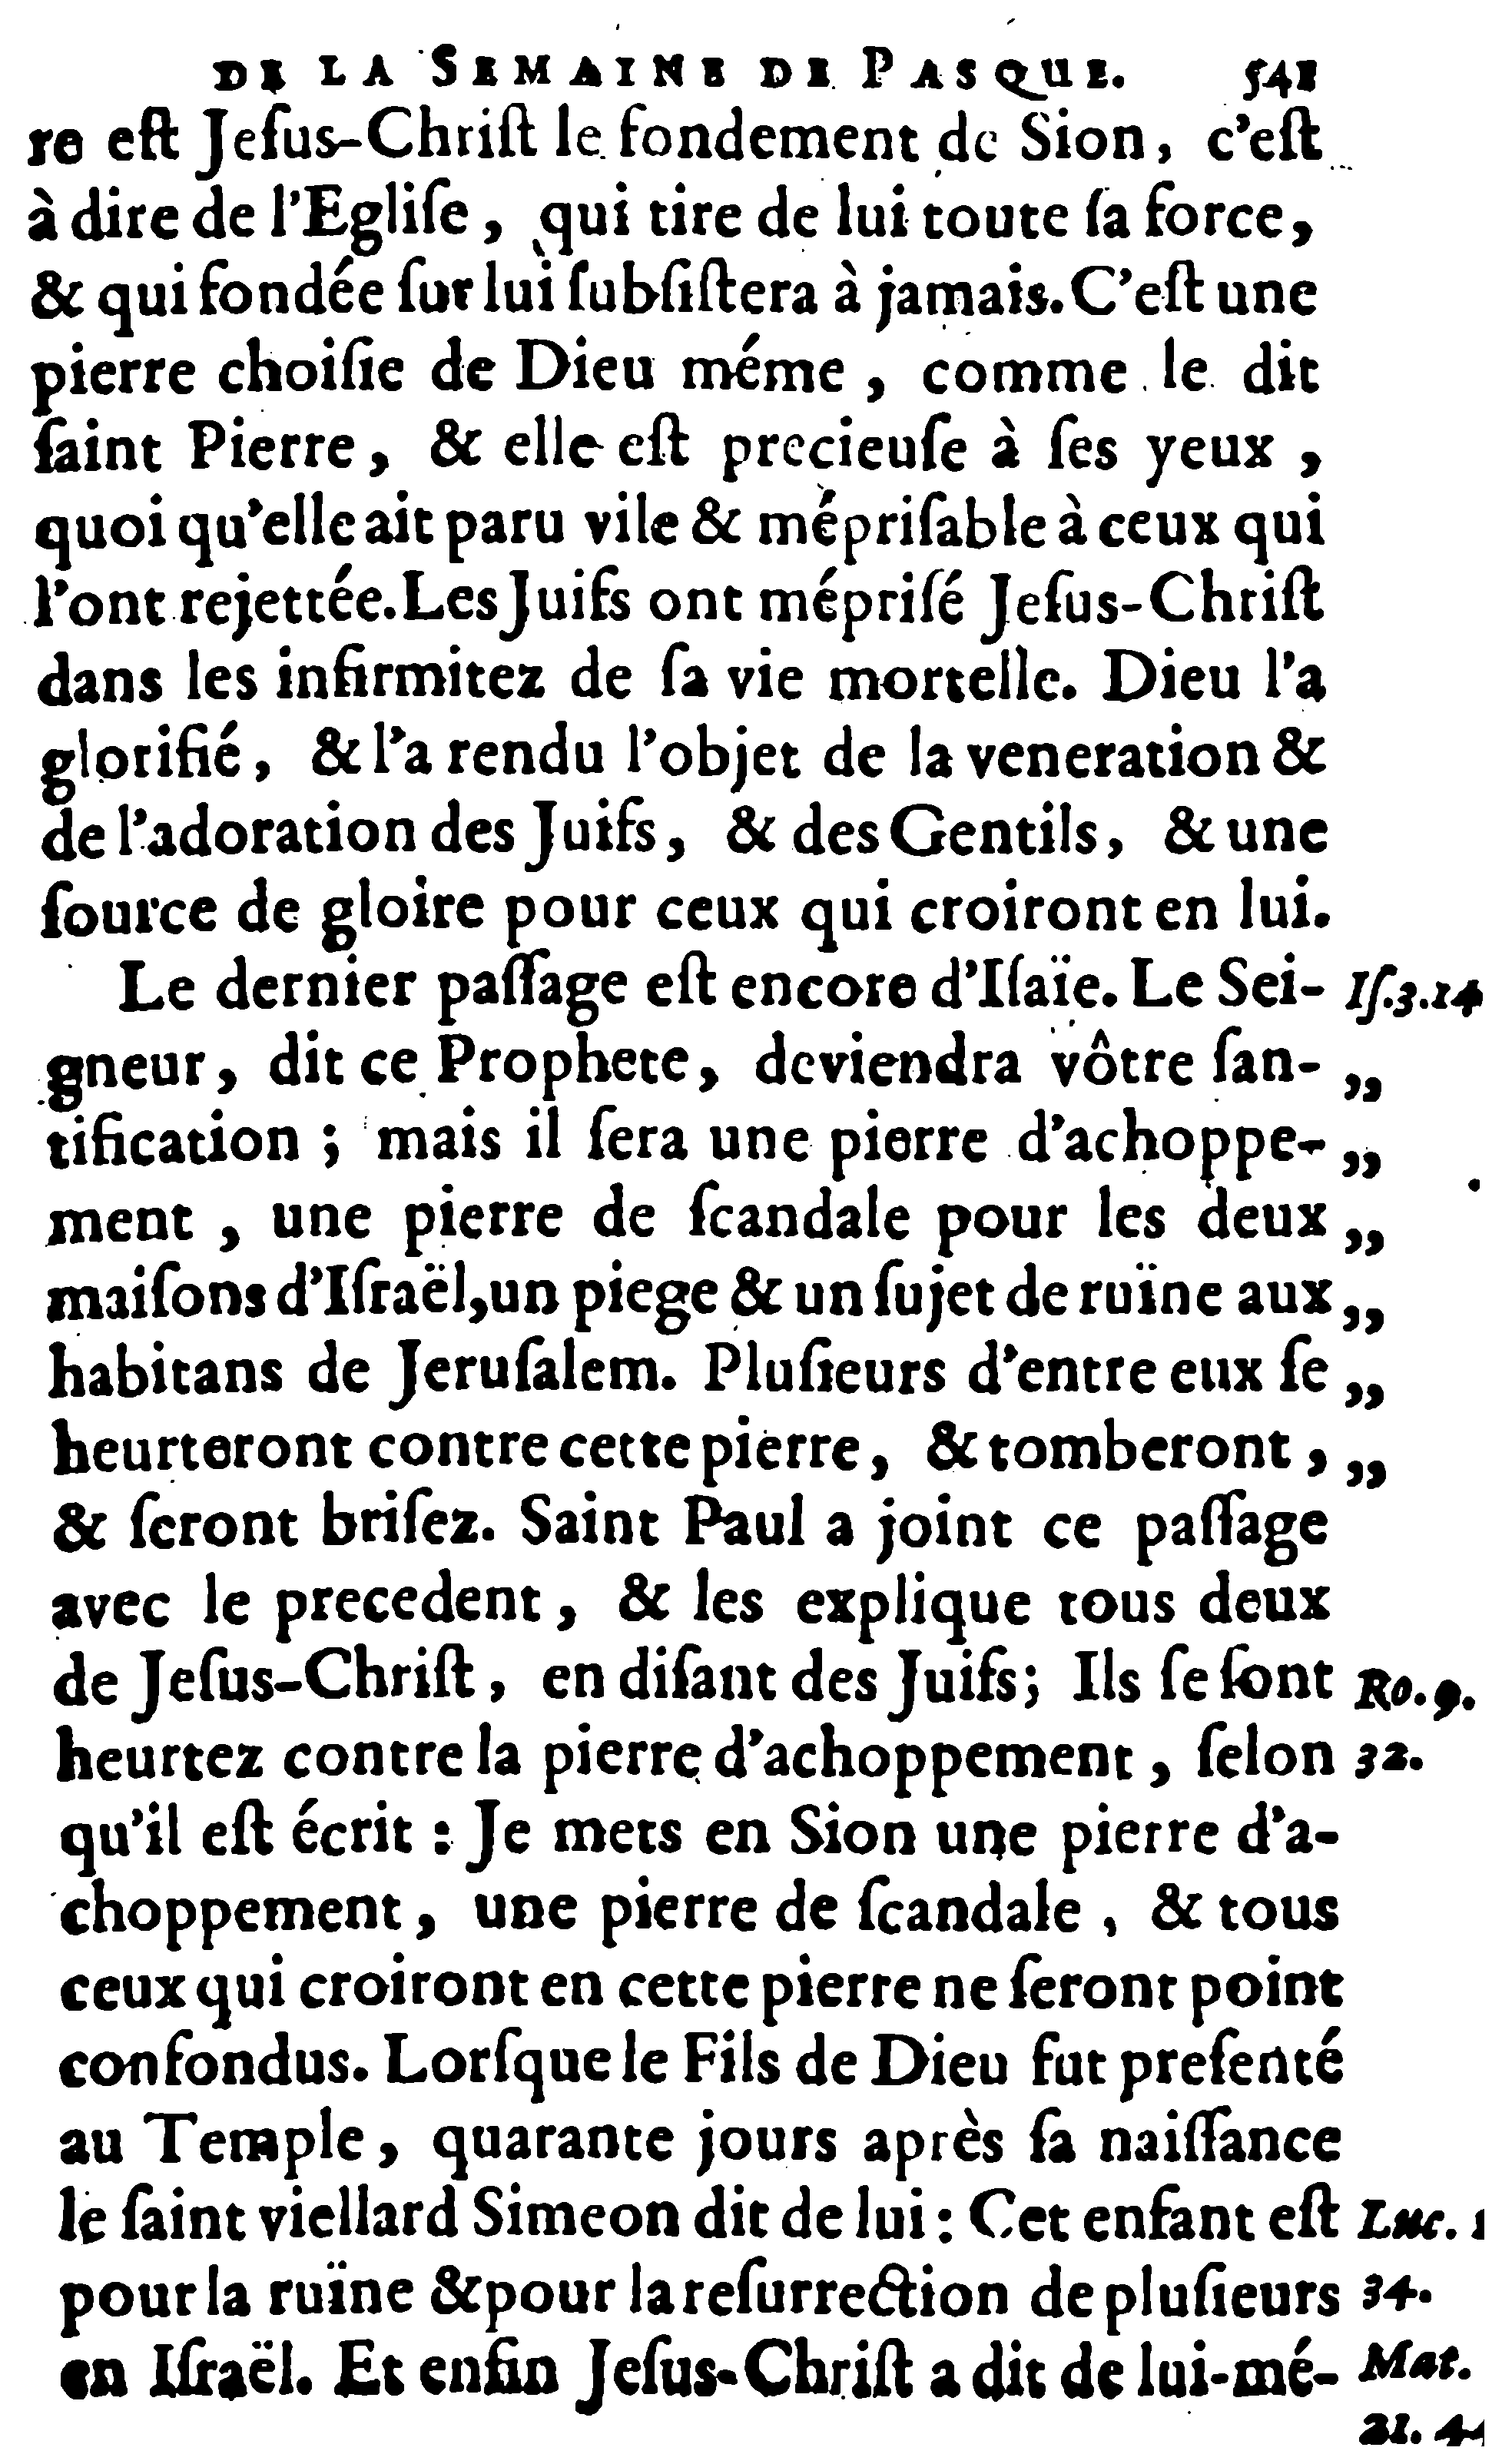 DE LA SEMAINE DE PASQUE. 541
re eſt Jeſus-Chriſt le fondement de Sion, c'eſt
à dire de l'Egliſe, qui tire de lui toute ſa force,
& qui fondée ſur lui ſubſiſtera à jamais. C'eſt une
pierre choiſie de Dieu méme, comme le dit
ſaint Pierre, & elle eſt precieuſe à ſes yeux,
quoi qu'elle ait paru vile & mépriſable à ceux qui
l'ont rejettée. Les Juifs ont mépriſé Jeſus-Chriſt
dans les infirmitez de ſa vie mortelle. Dieu l'a
glorifié, & l'a rendu l'objet de la veneration &
de l'adoration des Juifs, & des Gentils, & une
ſource de gloire pour ceux qui croiront en lui.
Le dernier paſſage eſt encore d'Iſaïe. Le Sei- Iſ.3.14
gneur, dit ce Prophete, deviendra vôtre ſan- „
tification ; mais il ſera une pierre d'achoppe- „
ment, une pierre de ſcandale pour les deux „
maiſons d'Iſraël, un piege & un ſujet de ruïne aux „
habitans de Jeruſalem. Pluſieurs d'entre eux ſe „
heurteront contre cette pierre, & tomberont, „
& ſeront briſez. Saint Paul a joint ce paſſage
avec le precedent, & les explique tous deux
de Jeſus-Chriſt, en diſant des Juifs; Ils ſe ſont Ro. 9.
heurtez contre la pierre d'achoppement, ſelon 32.
qu'il eſt écrit : Je mets en Sion une pierre d'a-
choppement, une pierre de ſcandale, & tous
ceux qui croiront en cette pierre ne ſeront point
confondus. Lorſque le Fils de Dieu fut preſenté
au Temple, quarante jours après ſa naiſſance
le ſaint viellard Simeon dit de lui : Cet enfant eſt Luc.
pour la ruïne & pour la reſurrection de pluſieurs 34.
en Iſraël. Et enfin Jeſus-Chriſt a dit de lui-mé- Mat.
21.